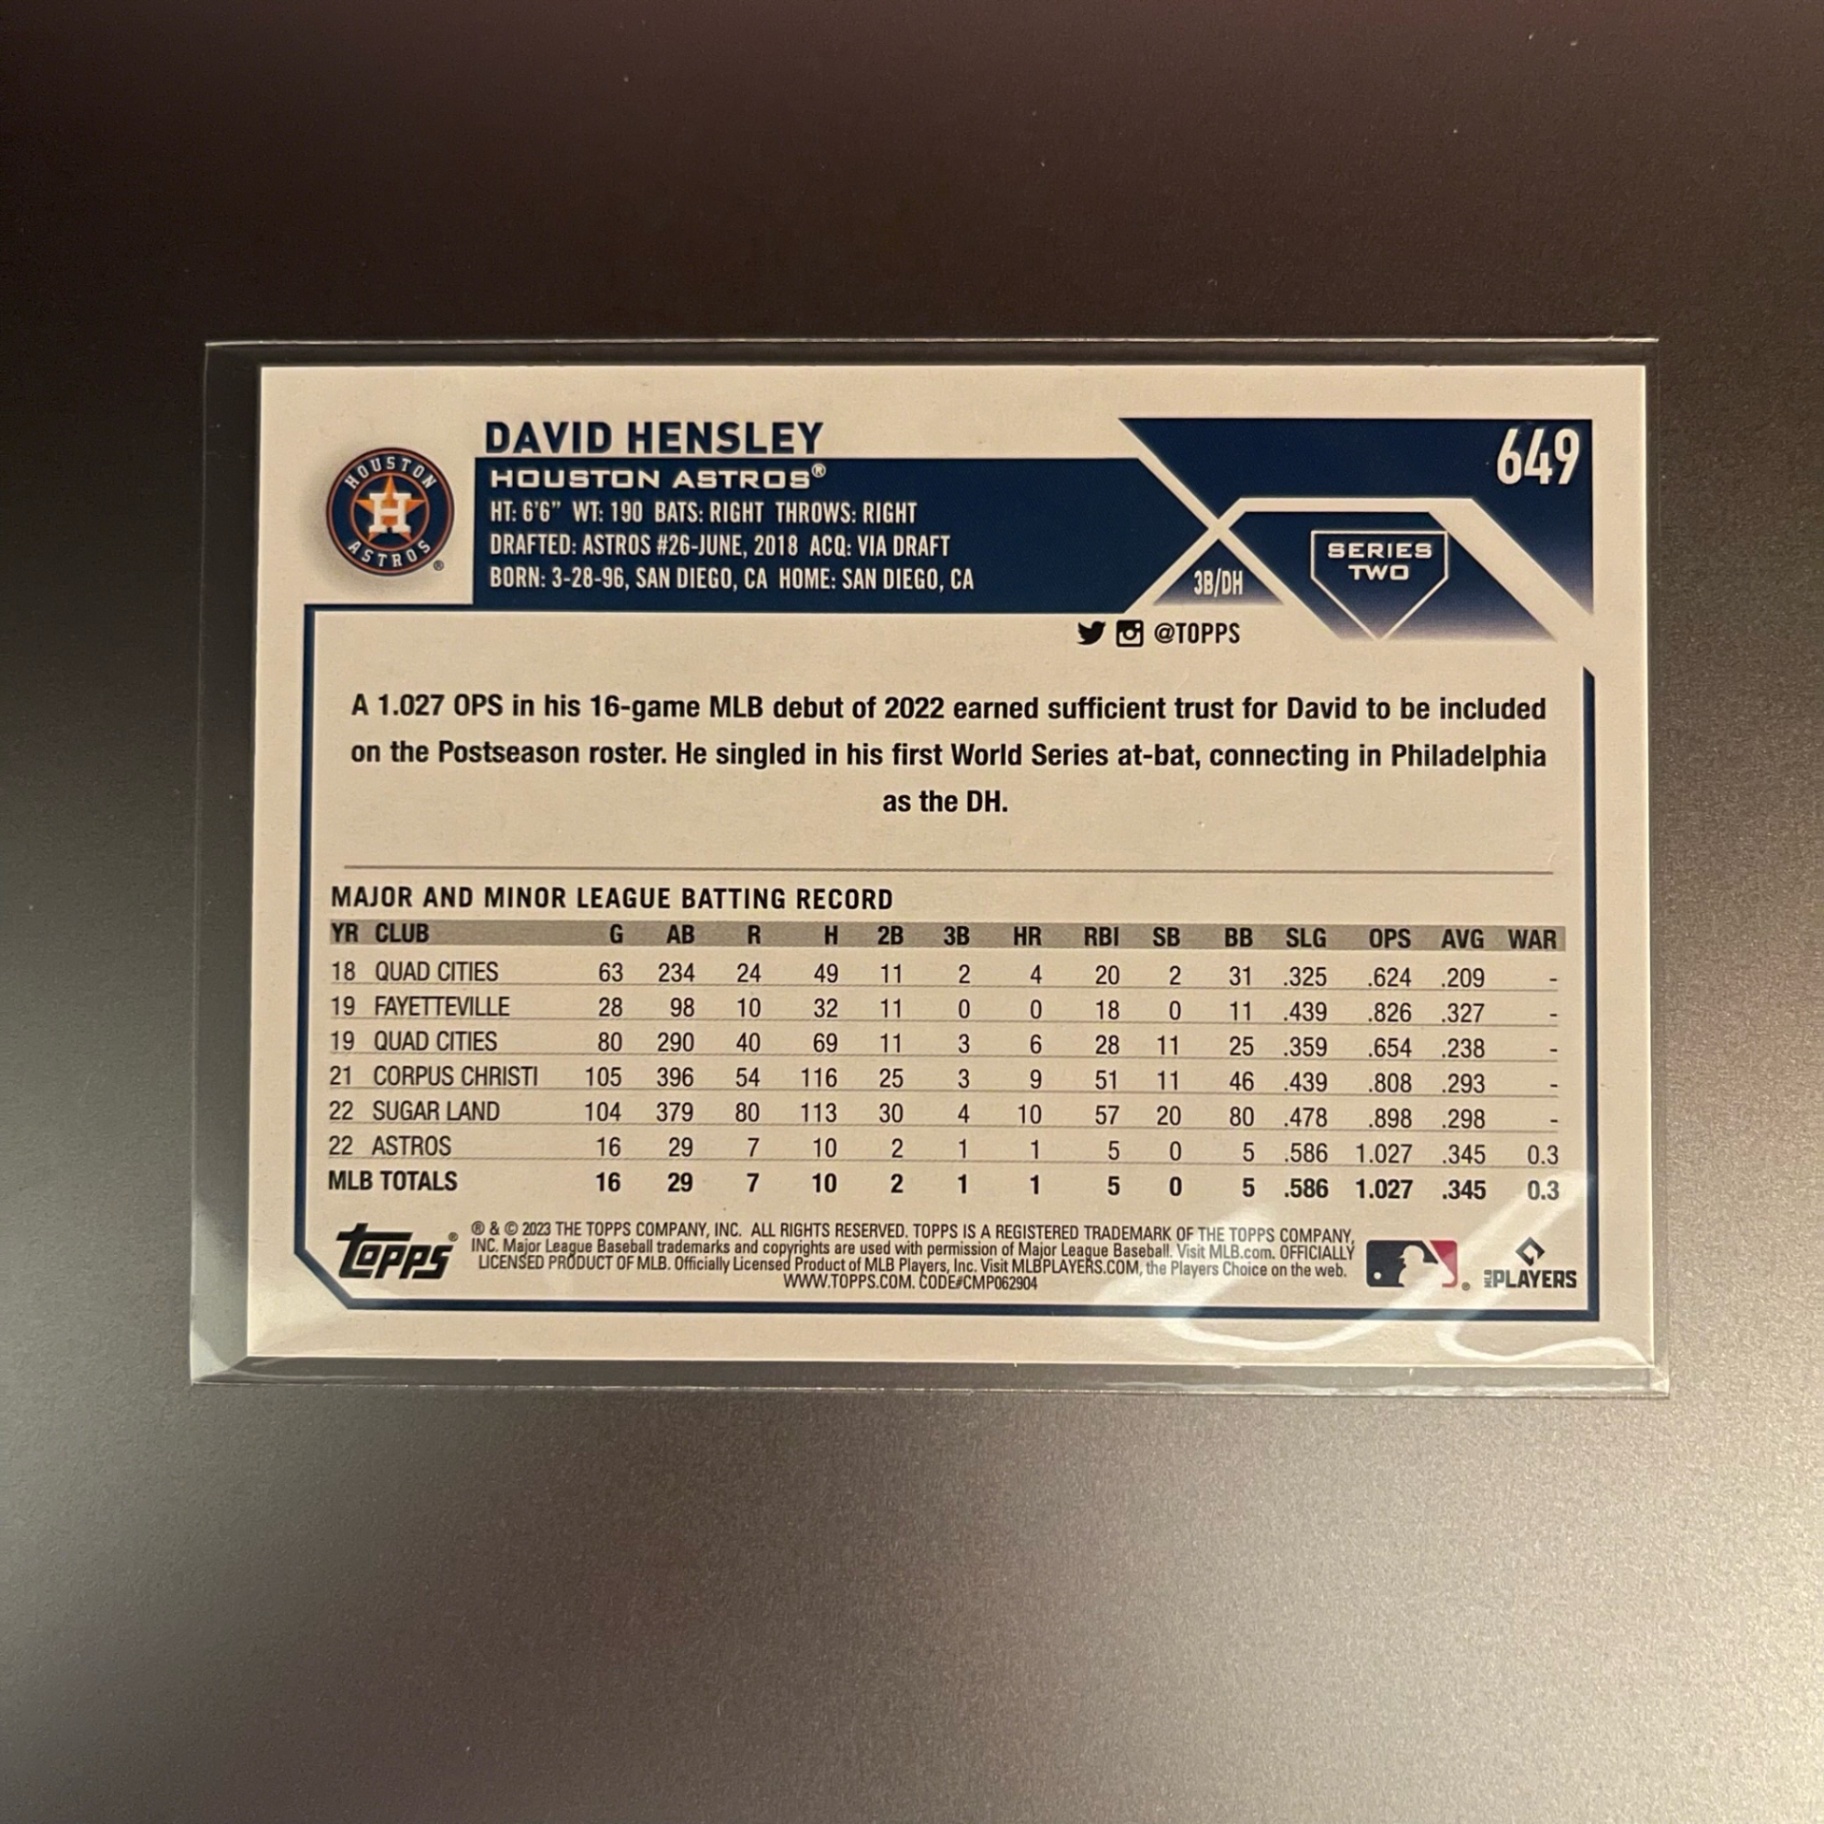 DAVID HENSLEY
649
HOUSTON ASTROS®
HOUSTON
H
ASTROS
®
HT: 6'6" WT: 190 BATS: RIGHT THROWS: RIGHT
DRAFTED: ASTROS #26-JUNE, 2018 ACQ: VIA DRAFT
BORN: 3-28-96, SAN DIEGO, CA HOME: SAN DIEGO, CA
3B/DH
SERIES
TWO
@TOPPS
A 1.027 OPS in his 16-game MLB debut of 2022 earned sufficient trust for David to be included
on the Postseason roster. He singled in his first World Series at-bat, connecting in Philadelphia
as the DH.
MAJOR AND MINOR LEAGUE BATTING RECORD
YR CLUB G AB R H 2B 3B HR RBI SB BB SLG OPS AVG WAR
18 QUAD CITIES 63 234 24 49 11 2 4 20 2 31 .325 .624 .209 -
19 FAYETTEVILLE 28 98 10 32 11 0 0 18 0 11 .439 .826 .327 -
19 QUAD CITIES 80 290 40 69 11 3 6 28 11 25 .359 .654 .238 -
21 CORPUS CHRISTI 105 396 54 116 25 3 9 51 11 46 .439 .808 .293 -
22 SUGAR LAND 104 379 80 113 30 4 10 57 20 80 .478 .898 .298 -
22 ASTROS 16 29 7 10 2 1 1 5 0 5 .586 1.027 .345 0.3
MLB TOTALS 16 29 7 10 2 1 1 5 0 5 .586 1.027 .345 0.3
topps®
® & © 2023 THE TOPPS COMPANY, INC. ALL RIGHTS RESERVED. TOPPS IS A REGISTERED TRADEMARK OF THE TOPPS COMPANY,
INC. Major League Baseball trademarks and copyrights are used with permission of Major League Baseball. Visit MLB.com. OFFICIALLY
LICENSED PRODUCT OF MLB. Officially Licensed Product of MLB Players, Inc. Visit MLBPLAYERS.COM, the Players Choice on the web.
WWW.TOPPS.COM. CODE#CMP062904
®
MLB PLAYERS